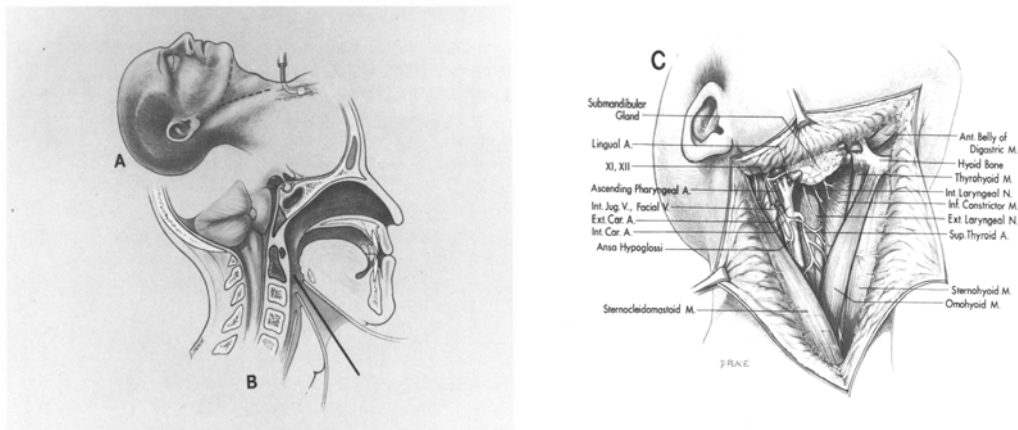 A
B
C
Submandibular
Gland
Lingual A.
XI, XII
Ascending Pharyngeal A.
Int. Jug. V., Facial V.
Ext. Car. A.
Int. Car. A.
Ansa Hypoglossi
Sternocleidomastoid M.
Ant. Belly of
Digastric M.
Hyoid Bone
Thyrohyoid M.
Int. Laryngeal N.
Inf. Constrictor M.
Ext. Laryngeal N.
Sup. Thyroid A.
Sternohyoid M.
Omohyoid M.